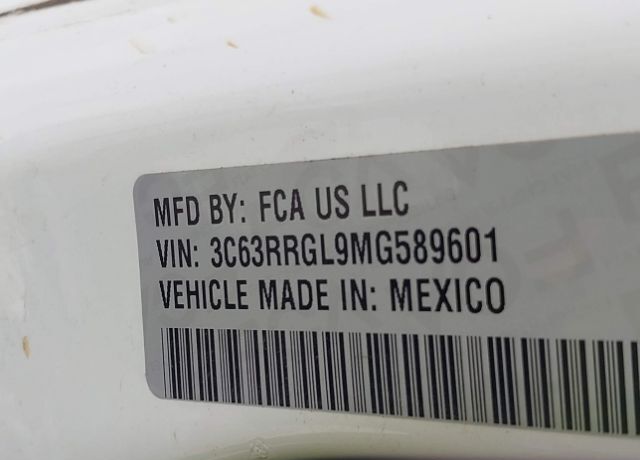 MFD BY: FCA US LLC
VIN: 3C63RRGL9MG589601
VEHICLE MADE IN: MEXICO